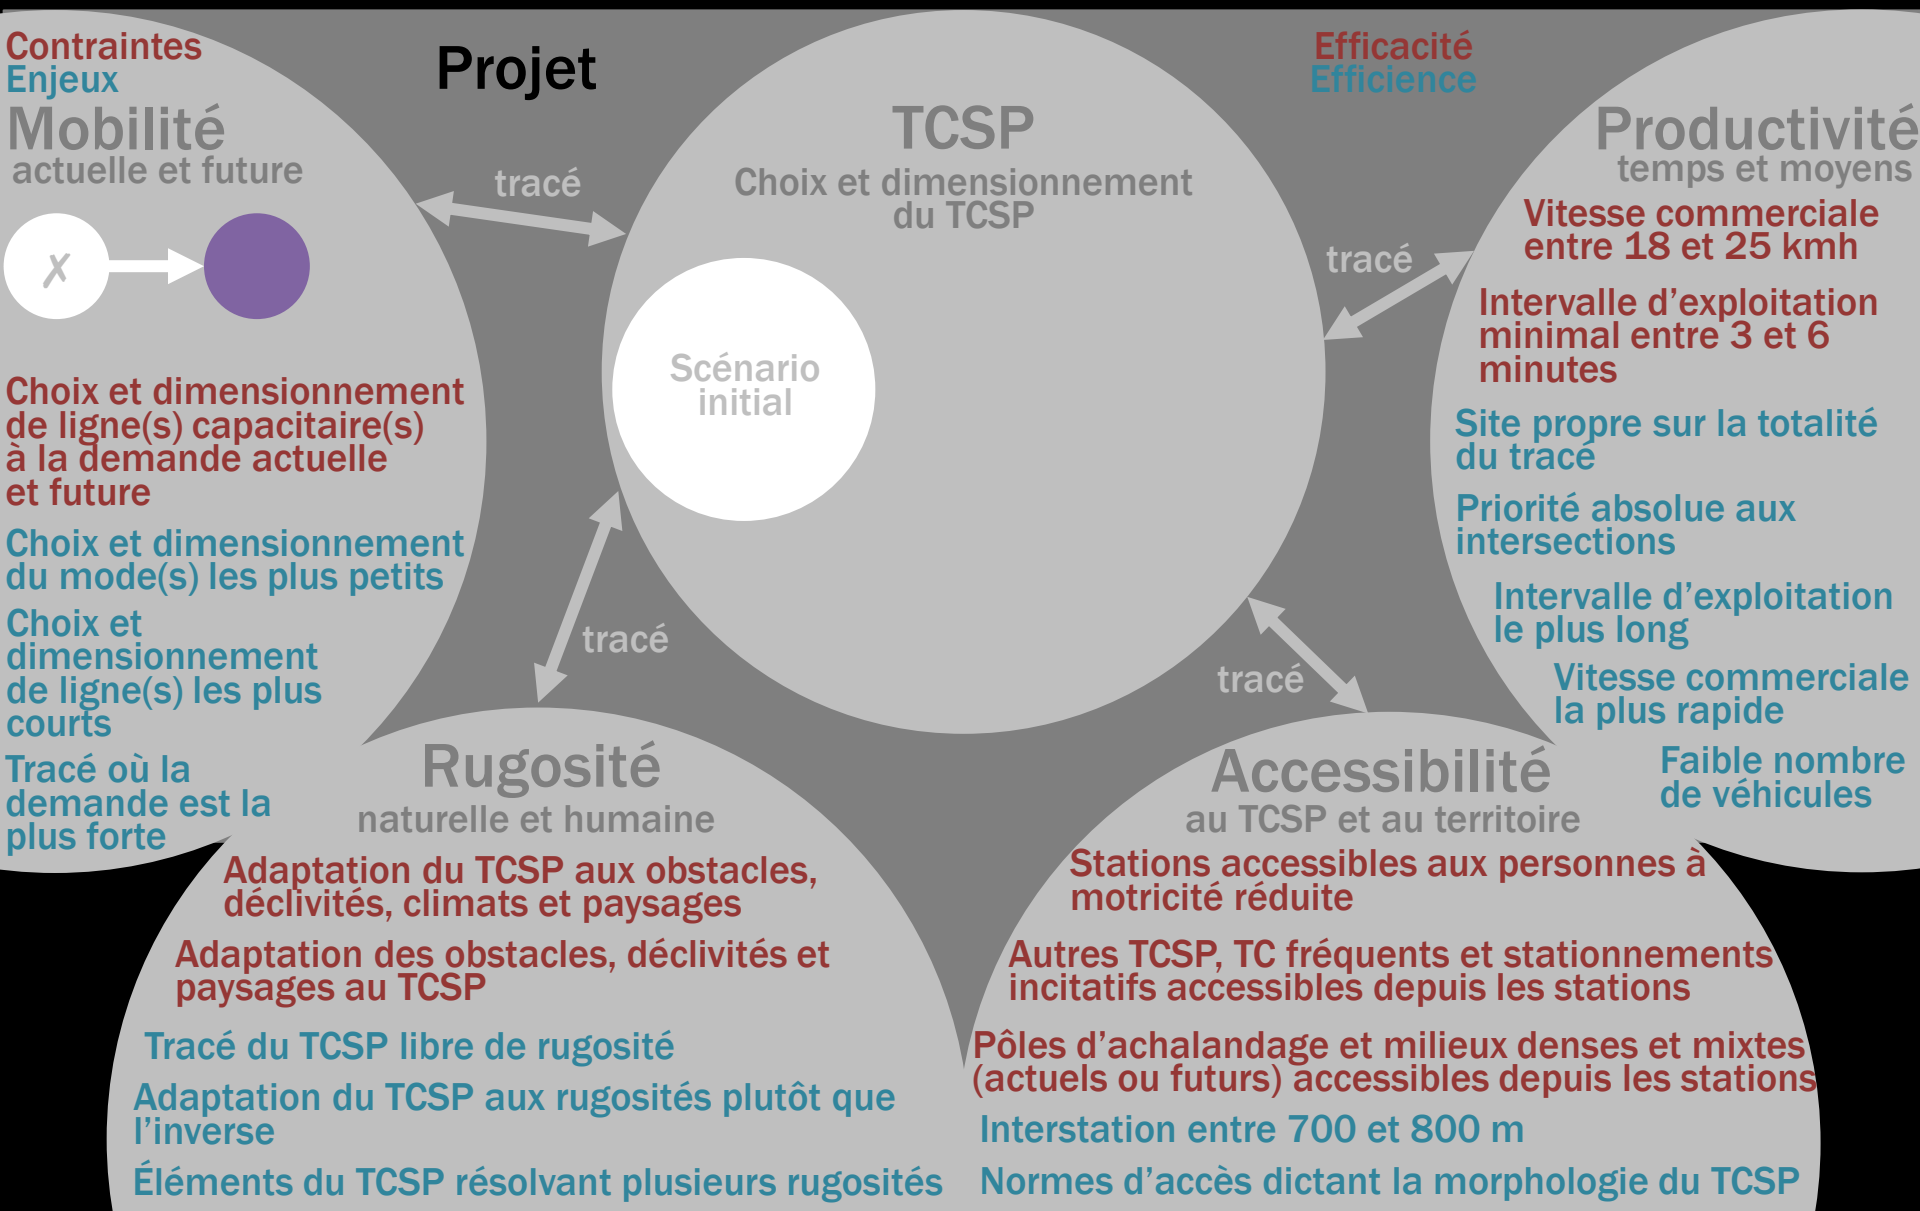 Contraintes
Enjeux
Mobilité
actuelle et future
✗
Choix et dimensionnement
de ligne(s) capacitaire(s)
à la demande actuelle
et future
Choix et dimensionnement
du mode(s) les plus petits
Choix et
dimensionnement
de ligne(s) les plus
courts
Tracé où la
demande est la
plus forte
Projet
tracé
TCSP
Choix et dimensionnement
du TCSP
Scénario
initial
tracé
tracé
tracé
Efficacité
Efficience
Productivité
temps et moyens
Vitesse commerciale
entre 18 et 25 kmh
Intervalle d’exploitation
minimal entre 3 et 6
minutes
Site propre sur la totalité
du tracé
Priorité absolue aux
intersections
Intervalle d’exploitation
le plus long
Vitesse commerciale
la plus rapide
Faible nombre
de véhicules
Rugosité
naturelle et humaine
Adaptation du TCSP aux obstacles,
déclivités, climats et paysages
Adaptation des obstacles, déclivités et
paysages au TCSP
Tracé du TCSP libre de rugosité
Adaptation du TCSP aux rugosités plutôt que
l’inverse
Éléments du TCSP résolvant plusieurs rugosités
Accessibilité
au TCSP et au territoire
Stations accessibles aux personnes à
motricité réduite
Autres TCSP, TC fréquents et stationnements
incitatifs accessibles depuis les stations
Pôles d’achalandage et milieux denses et mixtes
(actuels ou futurs) accessibles depuis les stations
Interstation entre 700 et 800 m
Normes d’accès dictant la morphologie du TCSP